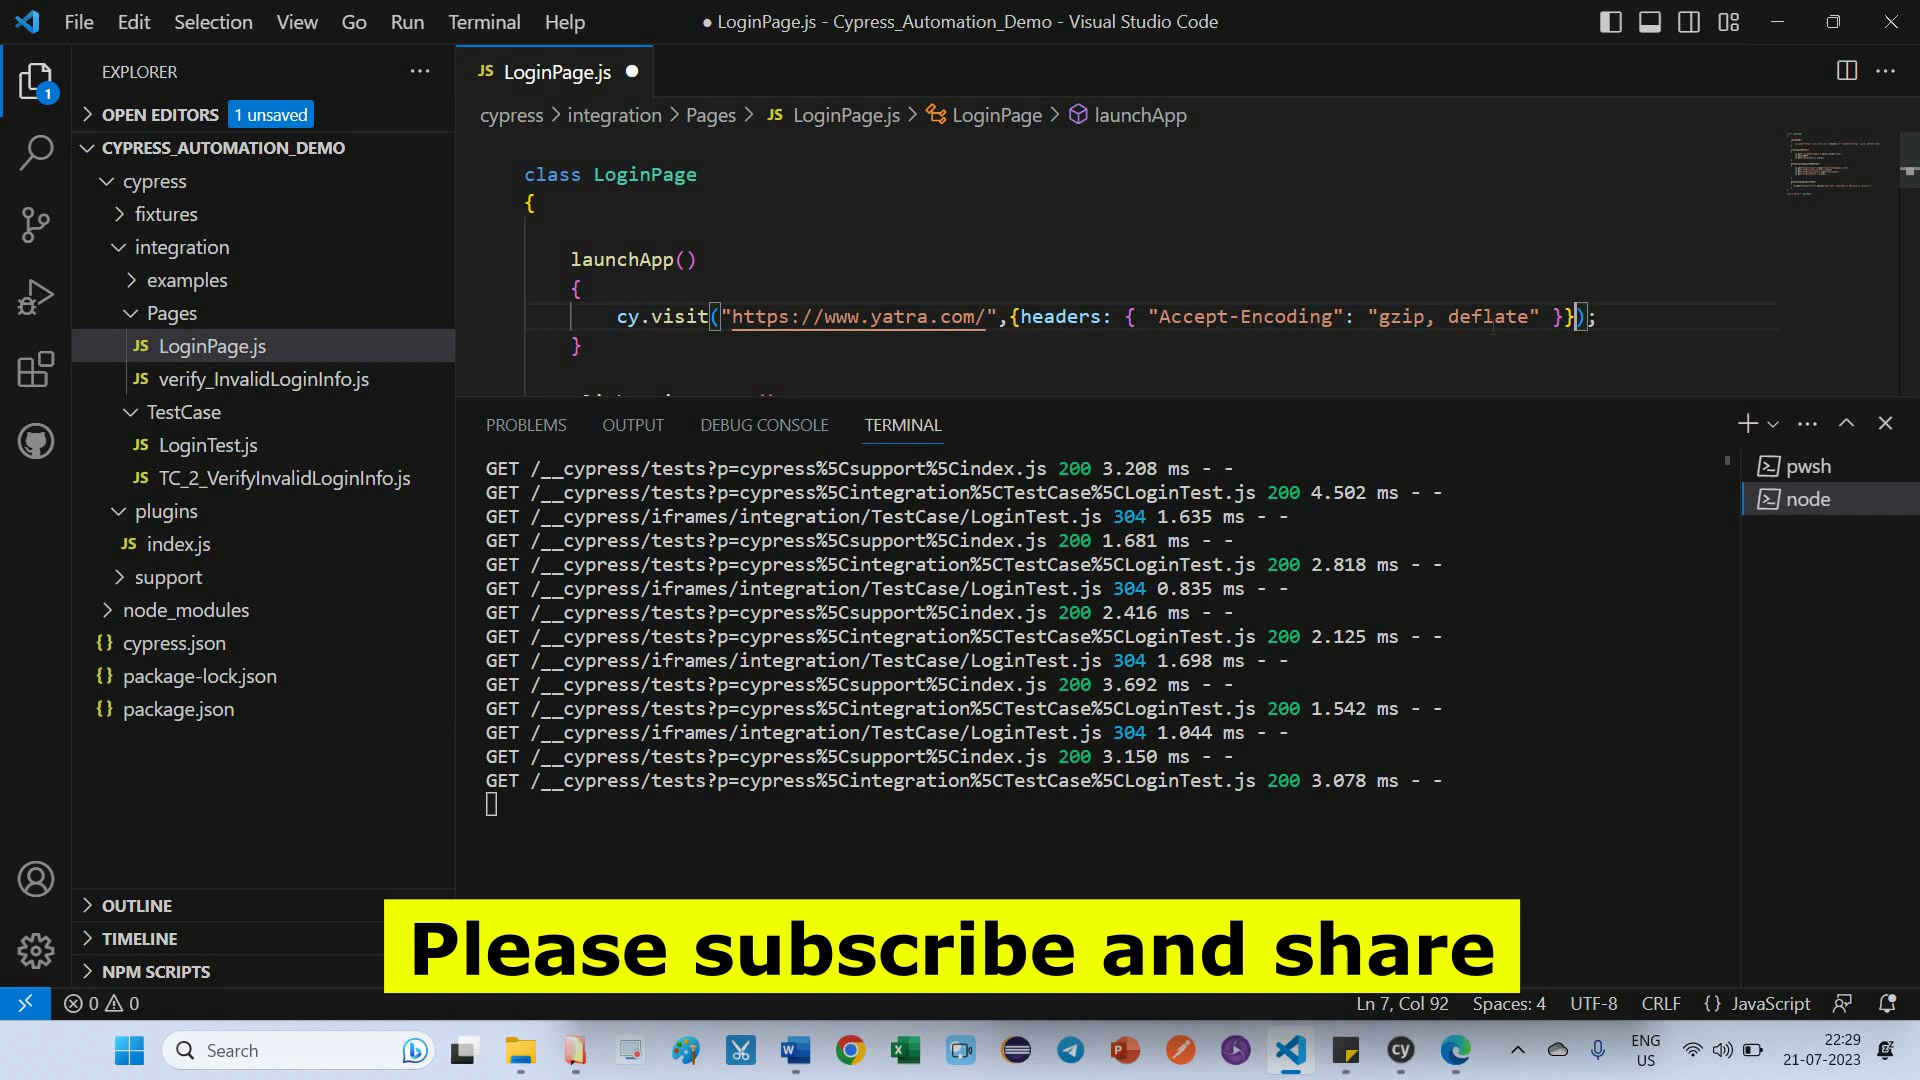 File Edit Selection View Go Run Terminal Help
● LoginPage.js - Cypress_Automation_Demo - Visual Studio Code
EXPLORER
OPEN EDITORS 1 unsaved
CYPRESS_AUTOMATION_DEMO
cypress
fixtures
integration
examples
Pages
JS LoginPage.js
JS verify_InvalidLoginInfo.js
TestCase
JS LoginTest.js
JS TC_2_VerifyInvalidLoginInfo.js
plugins
JS index.js
support
node_modules
{} cypress.json
{} package-lock.json
{} package.json
OUTLINE
TIMELINE
NPM SCRIPTS
1
JS LoginPage.js ●
cypress > integration > Pages > JS LoginPage.js > LoginPage > launchApp
class LoginPage
{
launchApp()
{
cy.visit("https://www.yatra.com/",{headers: { "Accept-Encoding": "gzip, deflate" }});
}
PROBLEMS OUTPUT DEBUG CONSOLE TERMINAL
GET /__cypress/tests?p=cypress%5Csupport%5Cindex.js 200 3.208 ms - -
GET /__cypress/tests?p=cypress%5Cintegration%5CTestCase%5CLoginTest.js 200 4.502 ms - -
GET /__cypress/iframes/integration/TestCase/LoginTest.js 304 1.635 ms - -
GET /__cypress/tests?p=cypress%5Csupport%5Cindex.js 200 1.681 ms - -
GET /__cypress/tests?p=cypress%5Cintegration%5CTestCase%5CLoginTest.js 200 2.818 ms - -
GET /__cypress/iframes/integration/TestCase/LoginTest.js 304 0.835 ms - -
GET /__cypress/tests?p=cypress%5Csupport%5Cindex.js 200 2.416 ms - -
GET /__cypress/tests?p=cypress%5Cintegration%5CTestCase%5CLoginTest.js 200 2.125 ms - -
GET /__cypress/iframes/integration/TestCase/LoginTest.js 304 1.698 ms - -
GET /__cypress/tests?p=cypress%5Csupport%5Cindex.js 200 3.692 ms - -
GET /__cypress/tests?p=cypress%5Cintegration%5CTestCase%5CLoginTest.js 200 1.542 ms - -
GET /__cypress/iframes/integration/TestCase/LoginTest.js 304 1.044 ms - -
GET /__cypress/tests?p=cypress%5Csupport%5Cindex.js 200 3.150 ms - -
GET /__cypress/tests?p=cypress%5Cintegration%5CTestCase%5CLoginTest.js 200 3.078 ms - -
pwsh
node
Please subscribe and share
0 0
Ln 7, Col 92 Spaces: 4 UTF-8 CRLF {} JavaScript
Search
cy
ENG
US
22:29
21-07-2023